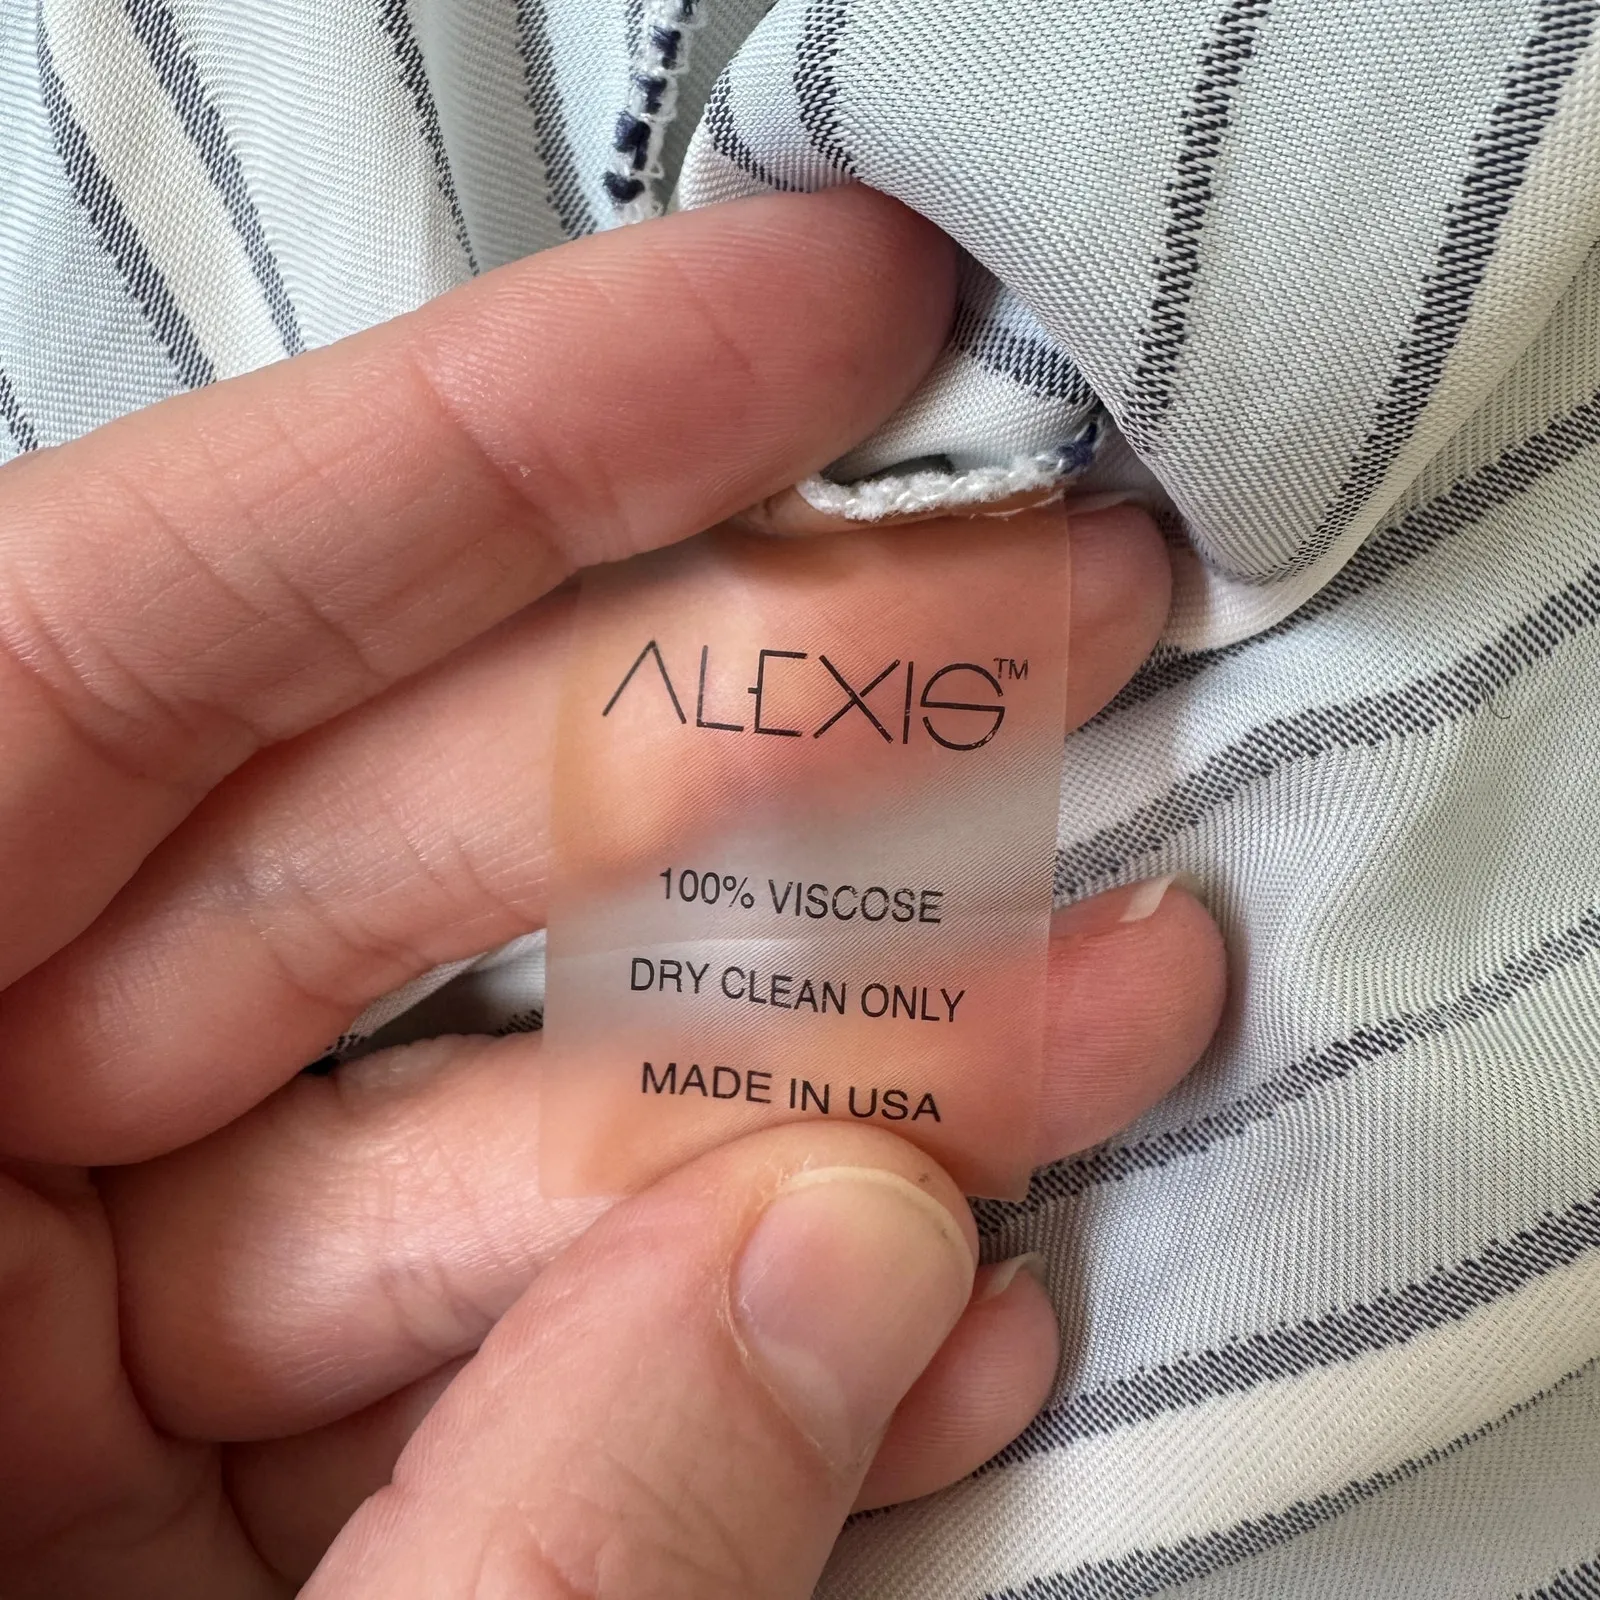 ALEXIS™
100% VISCOSE
DRY CLEAN ONLY
MADE IN USA